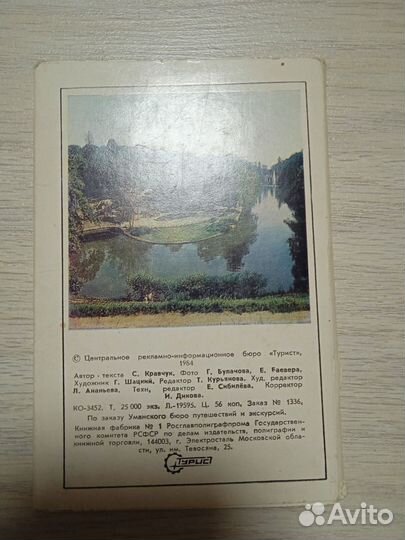 © Центральное рекламно-информационное бюро «Турист»,
1984
Автор - текста С. Кравчук, Фото Г. Булачова, Е. Еаевера,
Художник Г. Шацкий, Редактор Т. Курьянова. Худ. редактор
Л. Ананьева, Техн, редактор Е. Сибилёва, Корректор
И. Дикова.
КО-3452. Т, 25 000 экз, Л.-19595. Ц. 56 коп, Заказ № 1336,
По заказу Уманского бюро путешествий и экскурсий.
Книжная фабрика № 1 Росглавполиграфпрома Государствен-
ного комитета РСФСР по делам издательств, полиграфии и
книжной торговли, 144003, г. Электросталь Московской обла-
сти, ул. им. Тевосяна, 25.
ТУРИСТ
Avito